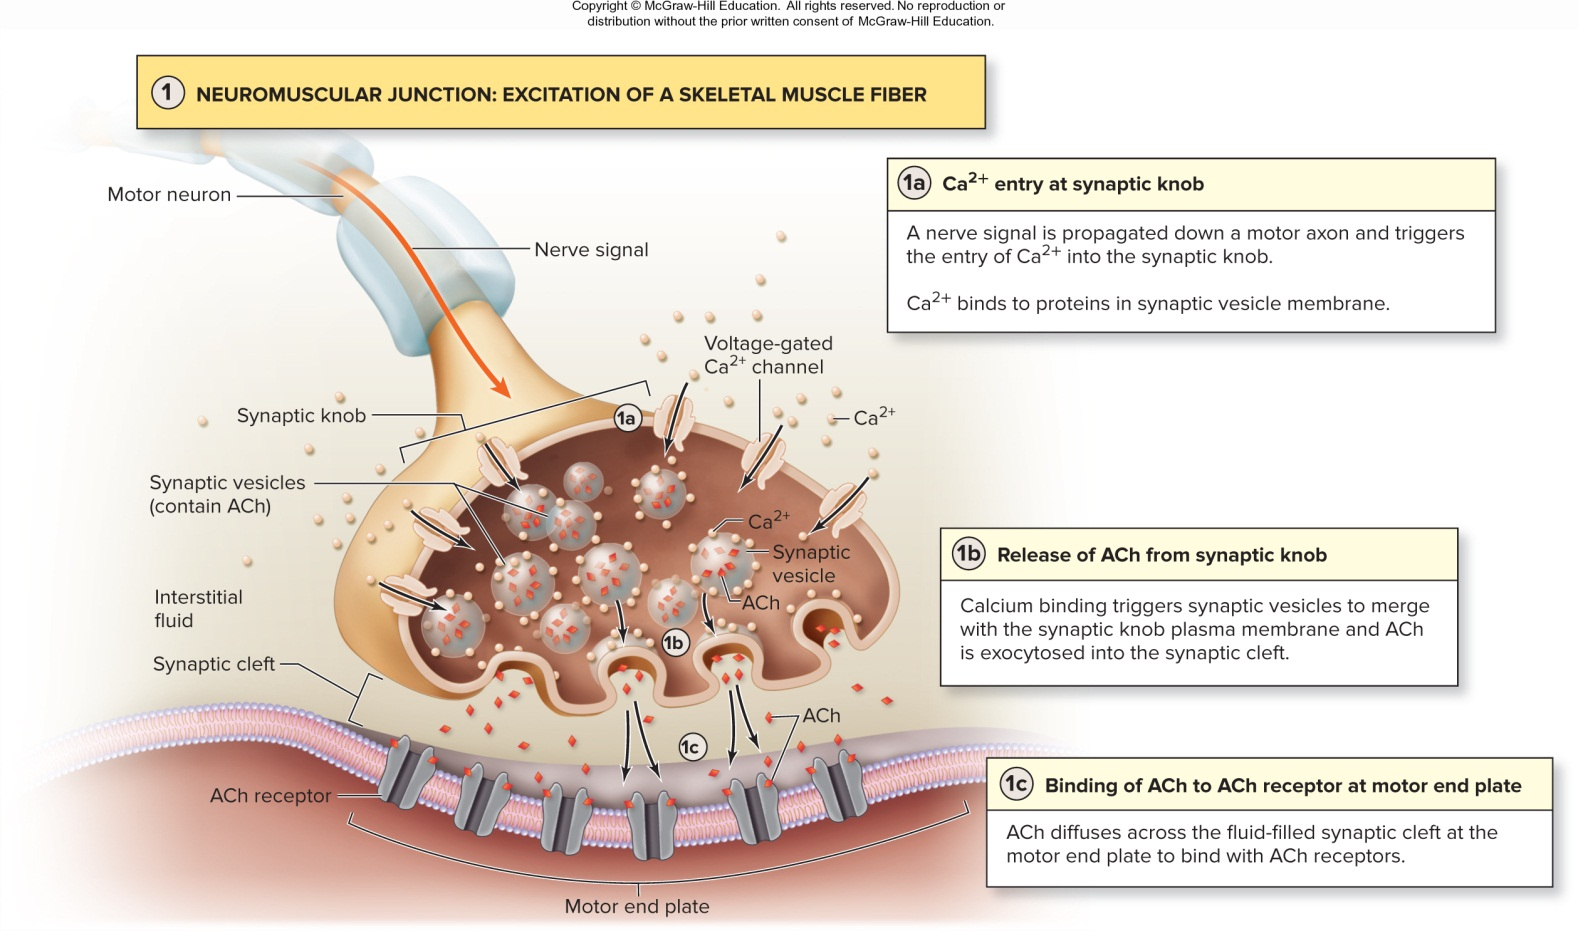 Copyright © McGraw-Hill Education. All rights reserved. No reproduction or
distribution without the prior written consent of McGraw-Hill Education.
1 NEUROMUSCULAR JUNCTION: EXCITATION OF A SKELETAL MUSCLE FIBER
Motor neuron
Nerve signal
1a Ca2+ entry at synaptic knob
A nerve signal is propagated down a motor axon and triggers
the entry of Ca2+ into the synaptic knob.
Ca2+ binds to proteins in synaptic vesicle membrane.
Voltage-gated
Ca2+ channel
Synaptic knob
1a
Ca2+
Synaptic vesicles
(contain ACh)
Ca2+
Synaptic
vesicle
ACh
Interstitial
fluid
1b
Synaptic cleft
1b Release of ACh from synaptic knob
Calcium binding triggers synaptic vesicles to merge
with the synaptic knob plasma membrane and ACh
is exocytosed into the synaptic cleft.
ACh
1c
ACh receptor
1c Binding of ACh to ACh receptor at motor end plate
ACh diffuses across the fluid-filled synaptic cleft at the
motor end plate to bind with ACh receptors.
Motor end plate